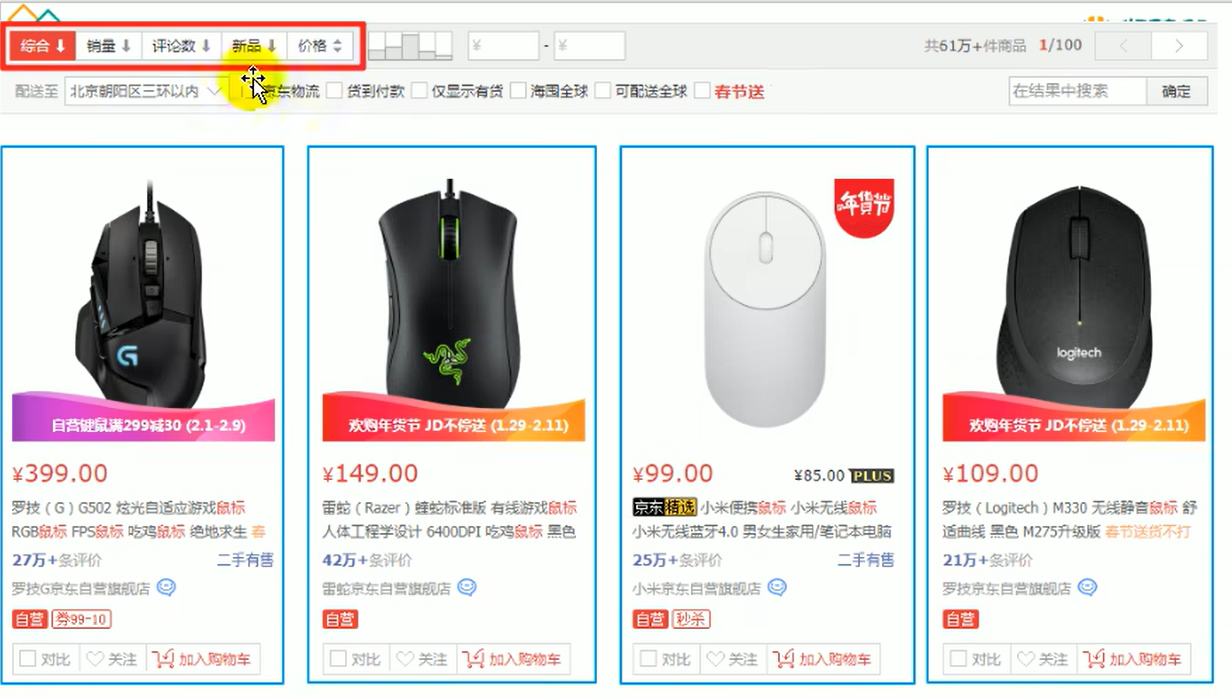 综合 销量 评论数 新品 价格 ¥ - ¥ 共61万+件商品 1/100
配送至 北京朝阳区三环以内 京东物流 货到付款 仅显示有货 海囤全球 可配送全球 春节送 在结果中搜索 确定
年货节
G
logitech
自营键鼠满299减30 (2.1-2.9)
欢购年货节 JD不停送 (1.29-2.11)
欢购年货节 JD不停送 (1.29-2.11)
¥399.00
罗技（G）G502 炫光自适应游戏鼠标
RGB鼠标 FPS鼠标 吃鸡鼠标 绝地求生 春
27万+条评价 二手有售
罗技G京东自营旗舰店
自营 券99-10
对比 关注 加入购物车
¥149.00
雷蛇（Razer）蝰蛇标准版 有线游戏鼠标
人体工程学设计 6400DPI 吃鸡鼠标 黑色
42万+条评价
雷蛇京东自营旗舰店
自营
对比 关注 加入购物车
¥99.00 ¥85.00 PLUS
京东精选 小米便携鼠标 小米无线鼠标
小米无线蓝牙4.0 男女生家用/笔记本电脑
25万+条评价 二手有售
小米京东自营旗舰店
自营 秒杀
对比 关注 加入购物车
¥109.00
罗技（Logitech）M330 无线静音鼠标 舒
适曲线 黑色 M275升级版 春节送货不打
21万+条评价
罗技京东自营旗舰店
自营
对比 关注 加入购物车